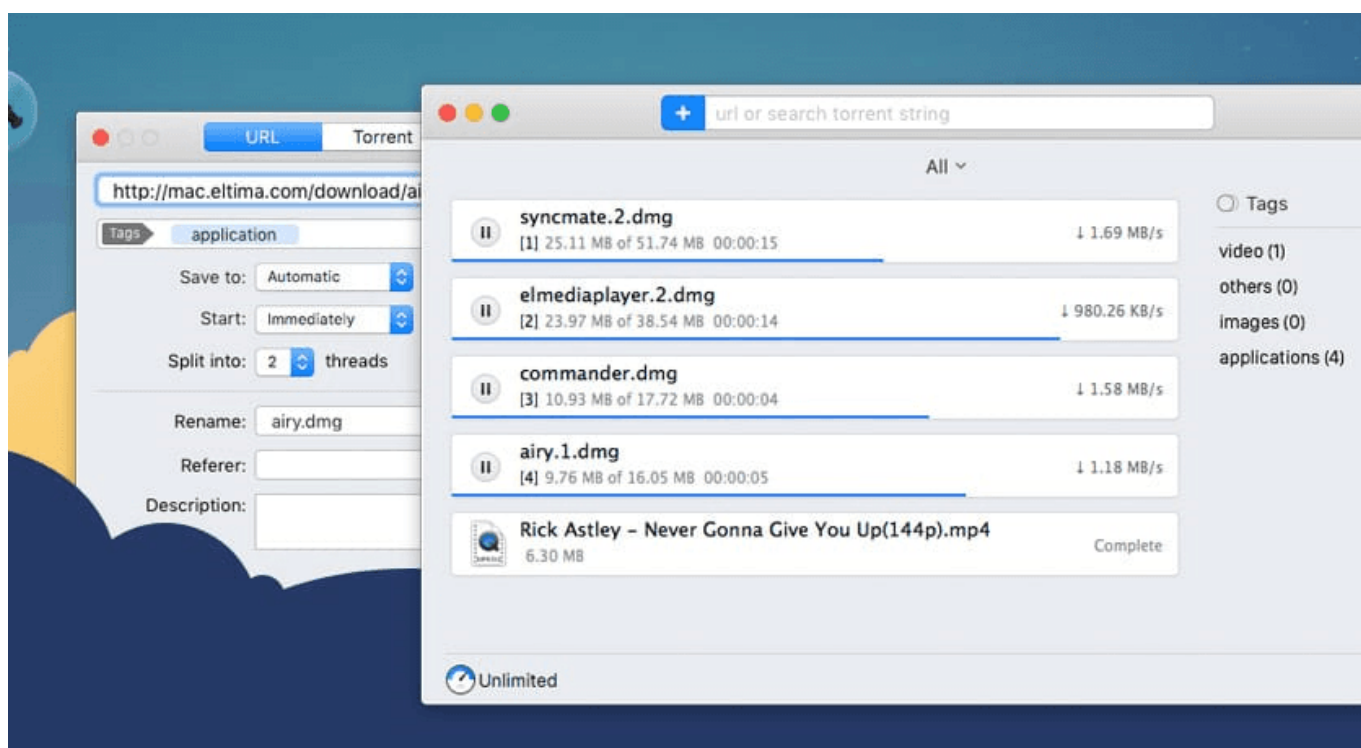 URL Torrent
http://mac.eltima.com/download/ai
Tags application
Save to: Automatic
Start: Immediately
Split into: 2 threads
Rename: airy.dmg
Referer:
Description:
+ url or search torrent string
All
syncmate.2.dmg
[1] 25.11 MB of 51.74 MB 00:00:15
↓ 1.69 MB/s
elmediaplayer.2.dmg
[2] 23.97 MB of 38.54 MB 00:00:14
↓ 980.26 KB/s
commander.dmg
[3] 10.93 MB of 17.72 MB 00:00:04
↓ 1.58 MB/s
airy.1.dmg
[4] 9.76 MB of 16.05 MB 00:00:05
↓ 1.18 MB/s
Rick Astley – Never Gonna Give You Up(144p).mp4
6.30 MB
Complete
Tags
video (1)
others (0)
images (0)
applications (4)
Unlimited